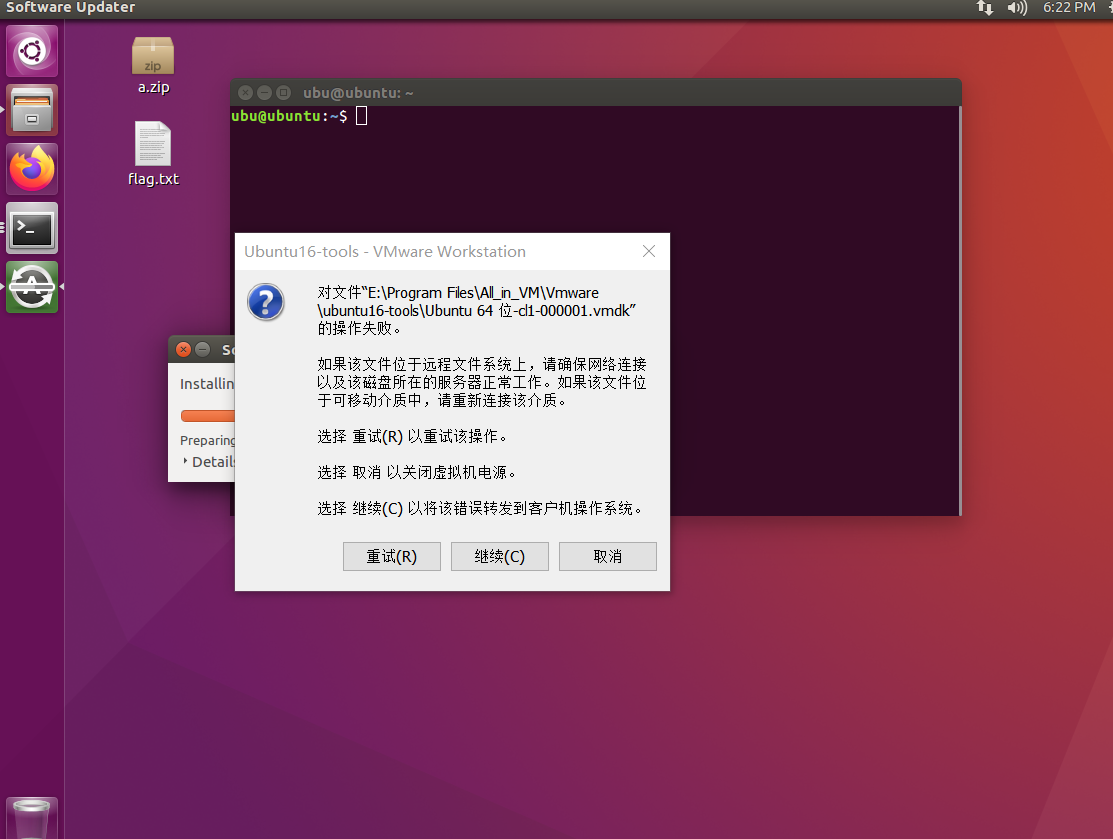 Software Updater
6:22 PM
zip
a.zip
ubu@ubuntu: ~
ubu@ubuntu:~$
flag.txt
Ubuntu16-tools - VMware Workstation
对文件“E:\Program Files\All_in_VM\Vmware
\ubuntu16-tools\Ubuntu 64 位-cl1-000001.vmdk”
的操作失败。
如果该文件位于远程文件系统上，请确保网络连接
以及该磁盘所在的服务器正常工作。如果该文件位
于可移动介质中，请重新连接该介质。
选择 重试(R) 以重试该操作。
选择 取消 以关闭虚拟机电源。
选择 继续(C) 以将该错误转发到客户机操作系统。
重试(R)
继续(C)
取消
Installin
Preparing
Details